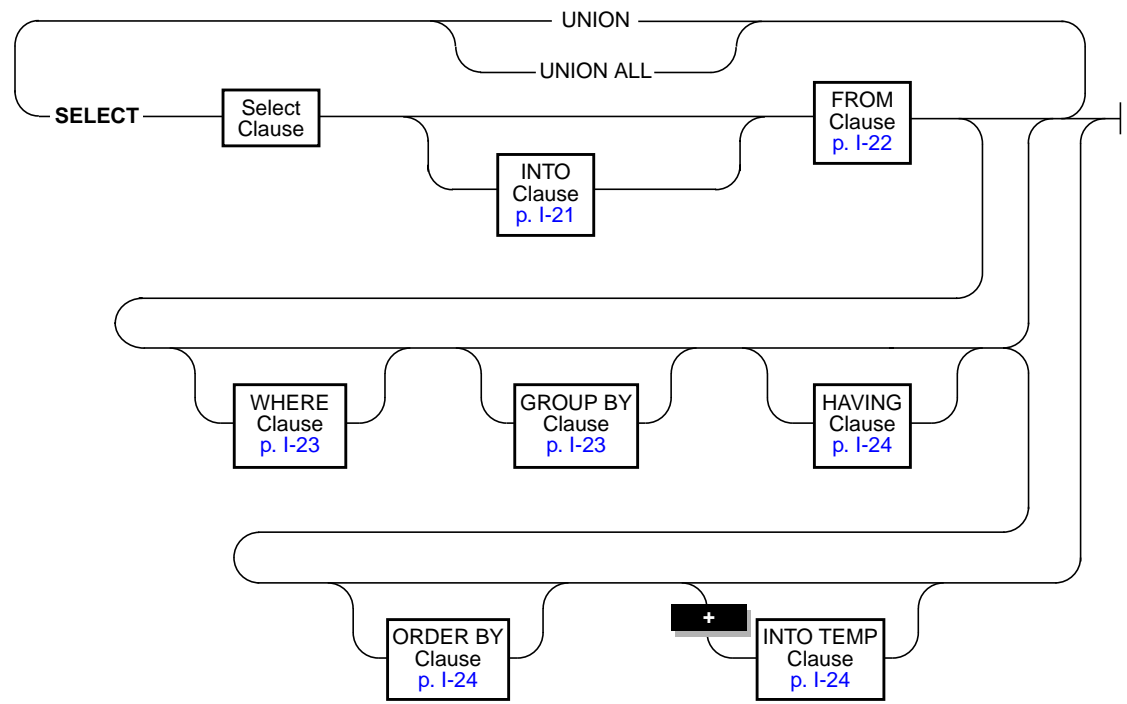 UNION
UNION ALL
SELECT
Select
Clause
FROM
Clause
p. I-22
INTO
Clause
p. I-21
WHERE
Clause
p. I-23
GROUP BY
Clause
p. I-23
HAVING
Clause
p. I-24
ORDER BY
Clause
p. I-24
+
INTO TEMP
Clause
p. I-24